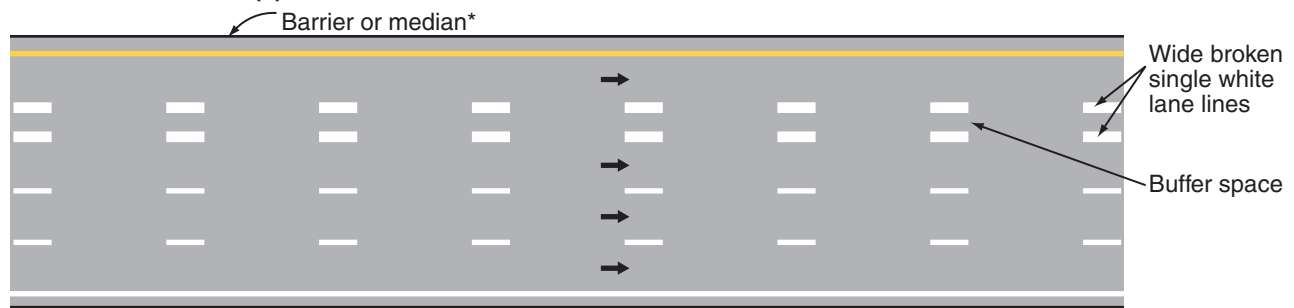 Barrier or median*
Wide broken
single white
lane lines
Buffer space